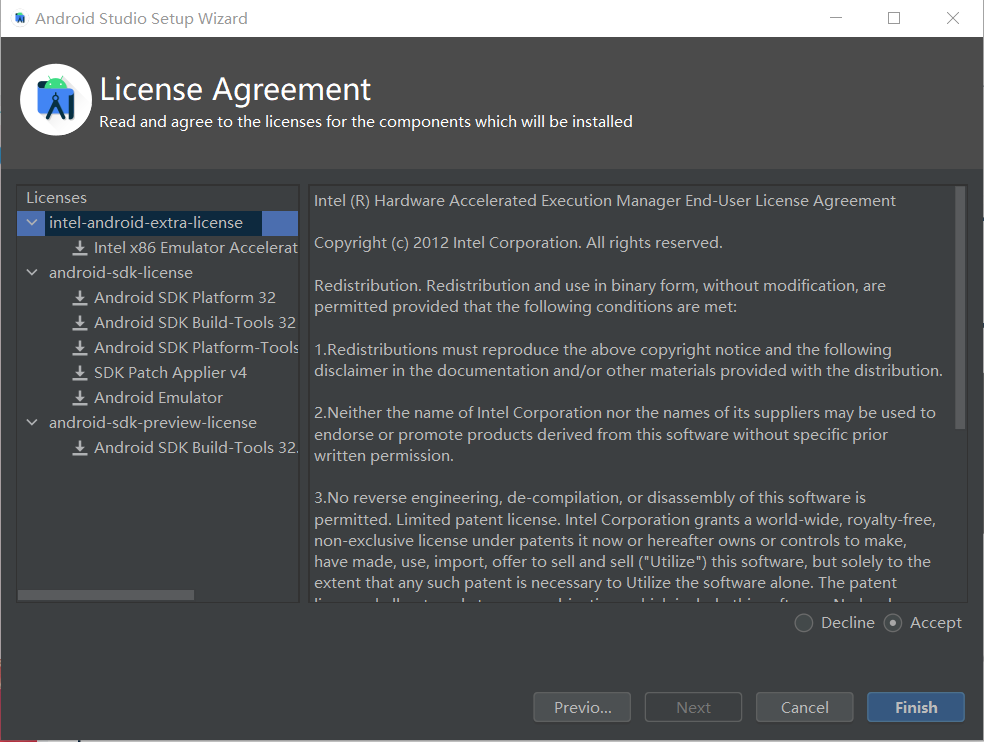 Android Studio Setup Wizard
License Agreement
Read and agree to the licenses for the components which will be installed
Licenses
intel-android-extra-license
Intel x86 Emulator Accelerat
android-sdk-license
Android SDK Platform 32
Android SDK Build-Tools 32
Android SDK Platform-Tools
SDK Patch Applier v4
Android Emulator
android-sdk-preview-license
Android SDK Build-Tools 32.
Intel (R) Hardware Accelerated Execution Manager End-User License Agreement
Copyright (c) 2012 Intel Corporation. All rights reserved.
Redistribution. Redistribution and use in binary form, without modification, are
permitted provided that the following conditions are met:
1.Redistributions must reproduce the above copyright notice and the following
disclaimer in the documentation and/or other materials provided with the distribution.
2.Neither the name of Intel Corporation nor the names of its suppliers may be used to
endorse or promote products derived from this software without specific prior
written permission.
3.No reverse engineering, de-compilation, or disassembly of this software is
permitted. Limited patent license. Intel Corporation grants a world-wide, royalty-free,
non-exclusive license under patents it now or hereafter owns or controls to make,
have made, use, import, offer to sell and sell ("Utilize") this software, but solely to the
extent that any such patent is necessary to Utilize the software alone. The patent
Decline
Accept
Previo...
Next
Cancel
Finish